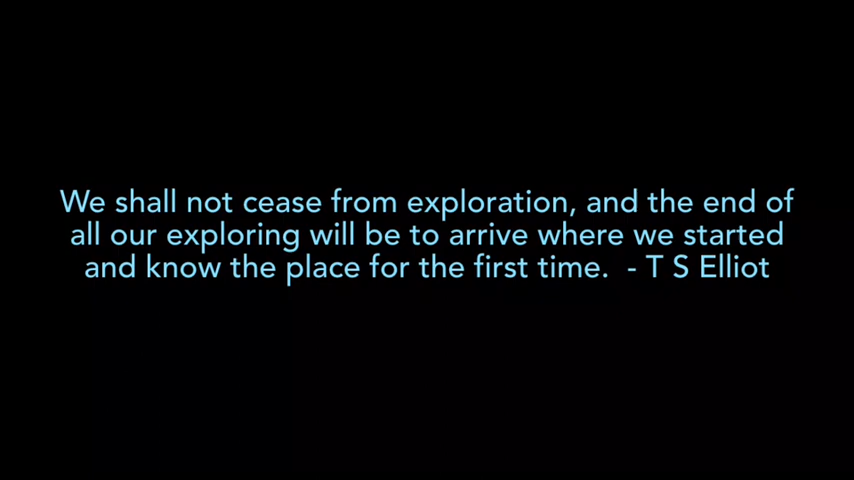 We shall not cease from exploration, and the end of
all our exploring will be to arrive where we started
and know the place for the first time.  - T S Elliot